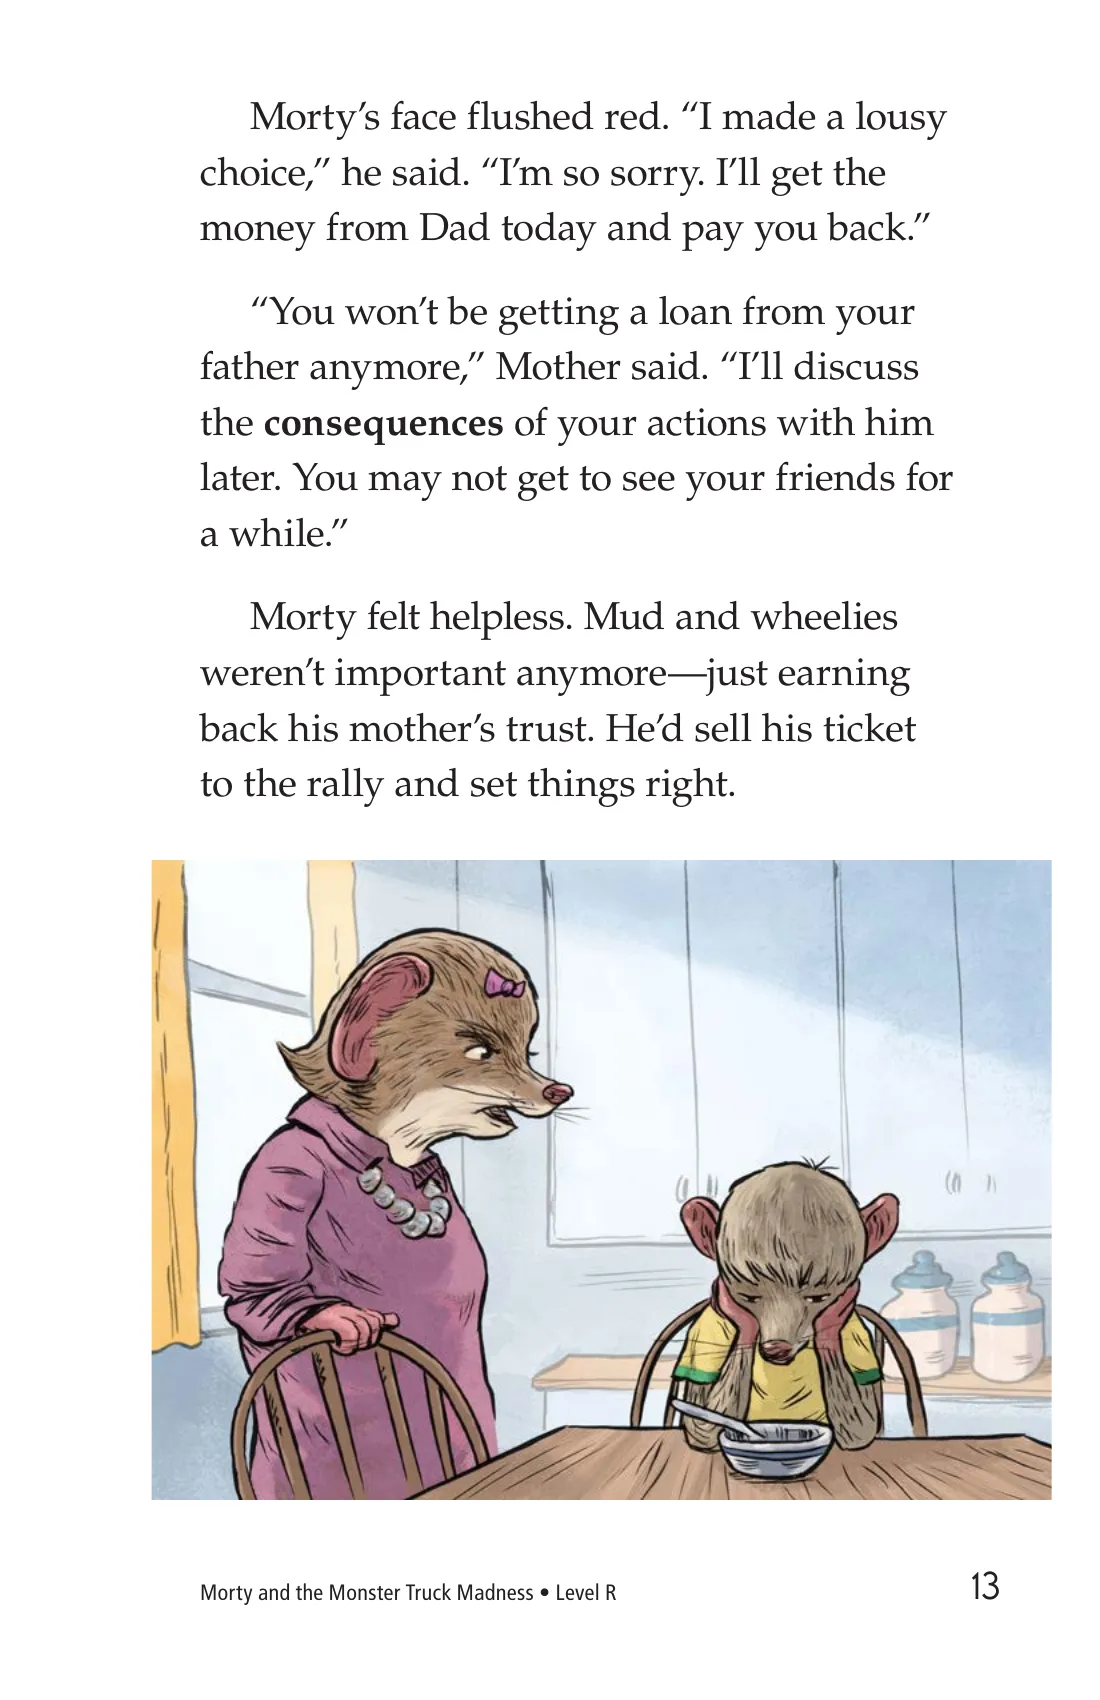 Morty’s face flushed red. “I made a lousy
choice,” he said. “I’m so sorry. I’ll get the
money from Dad today and pay you back.”
“You won’t be getting a loan from your
father anymore,” Mother said. “I’ll discuss
the consequences of your actions with him
later. You may not get to see your friends for
a while.”
Morty felt helpless. Mud and wheelies
weren’t important anymore—just earning
back his mother’s trust. He’d sell his ticket
to the rally and set things right.
Morty and the Monster Truck Madness • Level R
13